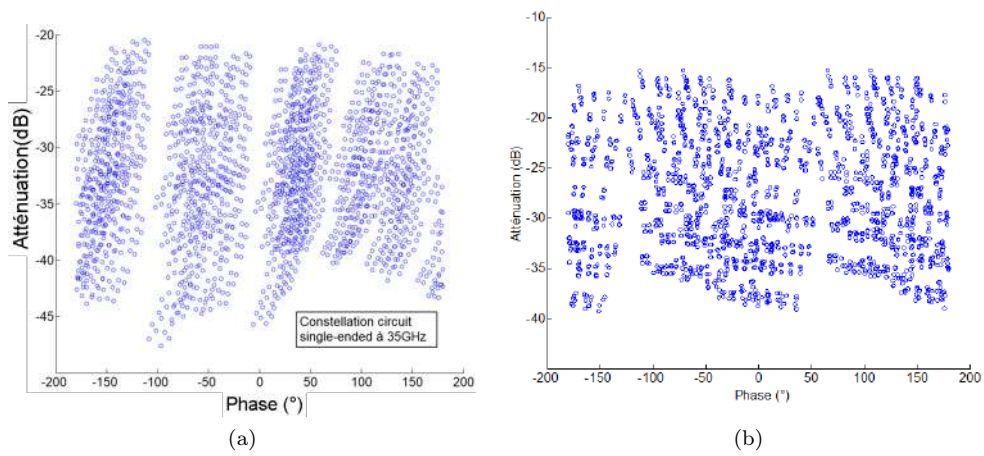 -20
-25
-30
-35
-40
-45
Atténuation(dB)
Constellation circuit
single-ended à 35GHz
-200 -150 -100 -50 0 50 100 150 200
Phase (°)
(a)
-10
-15
-20
-25
-30
-35
-40
Atténuation (dB)
-200 -150 -100 -50 0 50 100 150 200
Phase (°)
(b)